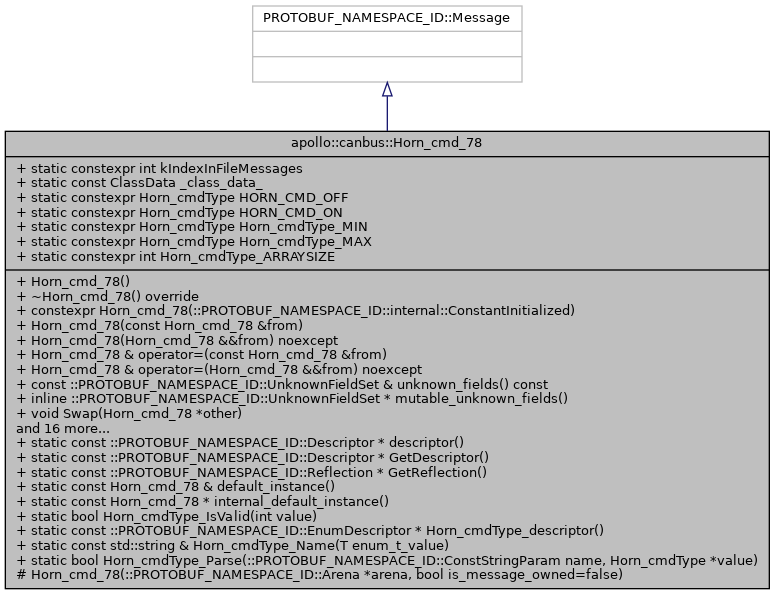 PROTOBUF_NAMESPACE_ID::Message
apollo::canbus::Horn_cmd_78
+ static constexpr int kIndexInFileMessages
+ static const ClassData _class_data_
+ static constexpr Horn_cmdType HORN_CMD_OFF
+ static constexpr Horn_cmdType HORN_CMD_ON
+ static constexpr Horn_cmdType Horn_cmdType_MIN
+ static constexpr Horn_cmdType Horn_cmdType_MAX
+ static constexpr int Horn_cmdType_ARRAYSIZE
+ Horn_cmd_78()
+ ~Horn_cmd_78() override
+ constexpr Horn_cmd_78(::PROTOBUF_NAMESPACE_ID::internal::ConstantInitialized)
+ Horn_cmd_78(const Horn_cmd_78 &from)
+ Horn_cmd_78(Horn_cmd_78 &&from) noexcept
+ Horn_cmd_78 & operator=(const Horn_cmd_78 &from)
+ Horn_cmd_78 & operator=(Horn_cmd_78 &&from) noexcept
+ const ::PROTOBUF_NAMESPACE_ID::UnknownFieldSet & unknown_fields() const
+ inline ::PROTOBUF_NAMESPACE_ID::UnknownFieldSet * mutable_unknown_fields()
+ void Swap(Horn_cmd_78 *other)
and 16 more...
+ static const ::PROTOBUF_NAMESPACE_ID::Descriptor * descriptor()
+ static const ::PROTOBUF_NAMESPACE_ID::Descriptor * GetDescriptor()
+ static const ::PROTOBUF_NAMESPACE_ID::Reflection * GetReflection()
+ static const Horn_cmd_78 & default_instance()
+ static const Horn_cmd_78 * internal_default_instance()
+ static bool Horn_cmdType_IsValid(int value)
+ static const ::PROTOBUF_NAMESPACE_ID::EnumDescriptor * Horn_cmdType_descriptor()
+ static const std::string & Horn_cmdType_Name(T enum_t_value)
+ static bool Horn_cmdType_Parse(::PROTOBUF_NAMESPACE_ID::ConstStringParam name, Horn_cmdType *value)
# Horn_cmd_78(::PROTOBUF_NAMESPACE_ID::Arena *arena, bool is_message_owned=false)